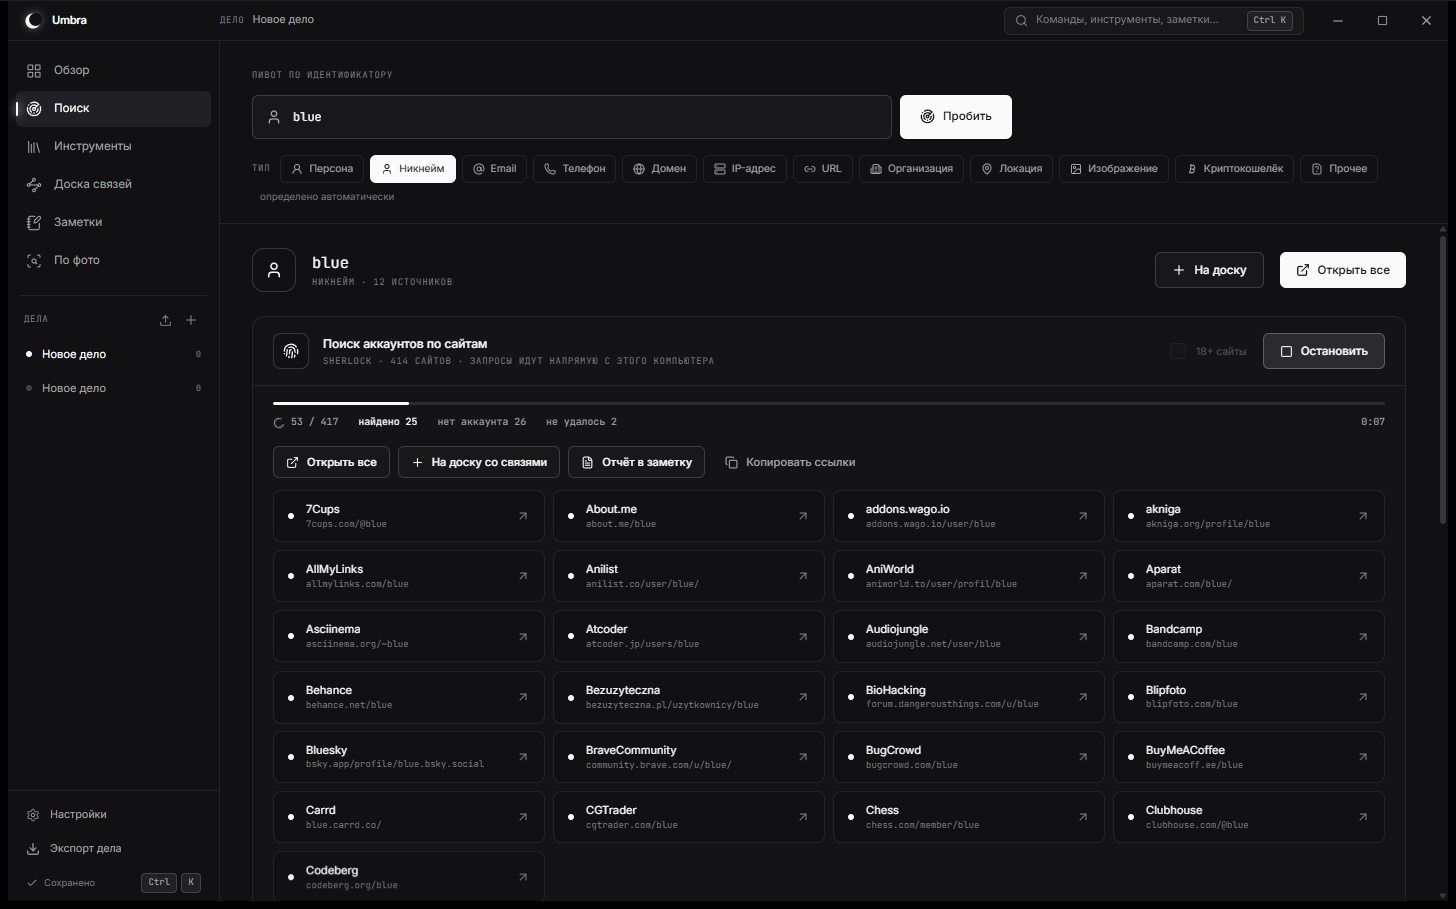 Umbra
ДЕЛО Новое дело
Команды, инструменты, заметки... Ctrl K
Обзор
Поиск
Инструменты
Доска связей
Заметки
По фото
ДЕЛА
Новое дело 0
Новое дело 0
Настройки
Экспорт дела
Сохранено Ctrl K
ПИВОТ ПО ИДЕНТИФИКАТОРУ
blue
Пробить
ТИП Персона Никнейм Email Телефон Домен IP-адрес URL Организация Локация Изображение Криптокошелёк Прочее
определено автоматически
blue
НИКНЕЙМ · 12 ИСТОЧНИКОВ
На доску Открыть все
Поиск аккаунтов по сайтам
SHERLOCK · 414 САЙТОВ · ЗАПРОСЫ ИДУТ НАПРЯМУЮ С ЭТОГО КОМПЬЮТЕРА
18+ сайты Остановить
53 / 417 найдено 25 нет аккаунта 26 не удалось 2 0:07
Открыть все На доску со связями Отчёт в заметку Копировать ссылки
7Cups
7cups.com/@blue
About.me
about.me/blue
addons.wago.io
addons.wago.io/user/blue
akniga
akniga.org/profile/blue
AllMyLinks
allmylinks.com/blue
Anilist
anilist.co/user/blue/
AniWorld
aniworld.to/user/profil/blue
Aparat
aparat.com/blue/
Asciinema
asciinema.org/~blue
Atcoder
atcoder.jp/users/blue
Audiojungle
audiojungle.net/user/blue
Bandcamp
bandcamp.com/blue
Behance
behance.net/blue
Bezuzyteczna
bezuzyteczna.pl/uzytkownicy/blue
BioHacking
forum.dangerousthings.com/u/blue
Blipfoto
blipfoto.com/blue
Bluesky
bsky.app/profile/blue.bsky.social
BraveCommunity
community.brave.com/u/blue/
BugCrowd
bugcrowd.com/blue
BuyMeACoffee
buymeacoff.ee/blue
Carrd
blue.carrd.co/
CGTrader
cgtrader.com/blue
Chess
chess.com/member/blue
Clubhouse
clubhouse.com/@blue
Codeberg
codeberg.org/blue